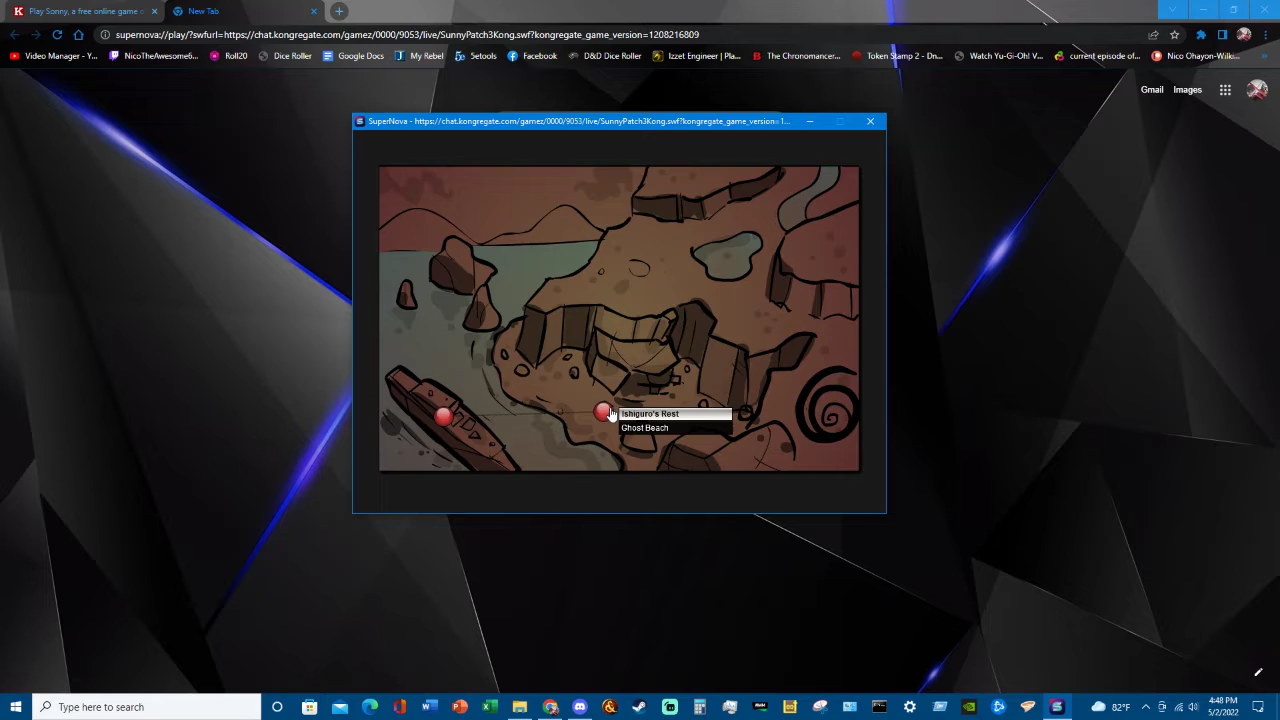 Play Sonny, a free online game o
New Tab
supernova://play/?swfurl=https://chat.kongregate.com/gamez/0000/9053/live/SunnyPatch3Kong.swf?kongregate_game_version=1208216809
Video Manager - Y...
NicoTheAwesome6...
Roll20
Dice Roller
Google Docs
My Rebel
Setools
Facebook
D&D Dice Roller
Izzet Engineer | Pla...
The Chronomancer...
Token Stamp 2 - Dn...
Watch Yu-Gi-Oh! V...
current episode of...
Nico Ohayon-Wilki...
»
Gmail
Images
SuperNova - https://chat.kongregate.com/gamez/0000/9053/live/SunnyPatch3Kong.swf?kongregate_game_version=1...
Ishiguro's Rest
Ghost Beach
Type here to search
82°F
4:48 PM
5/2/2022